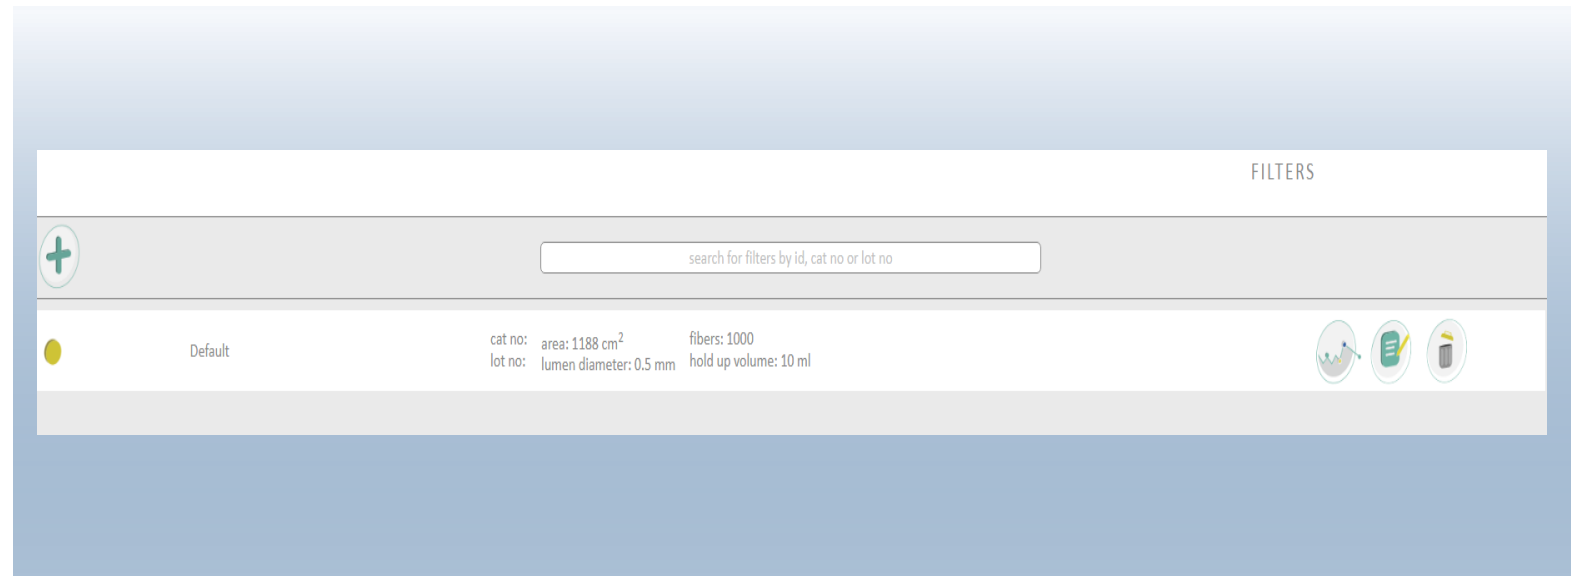 FILTERS
search for filters by id, cat no or lot no
Default
cat no:
lot no:
area: 1188 cm²
lumen diameter: 0.5 mm
fibers: 1000
hold up volume: 10 ml